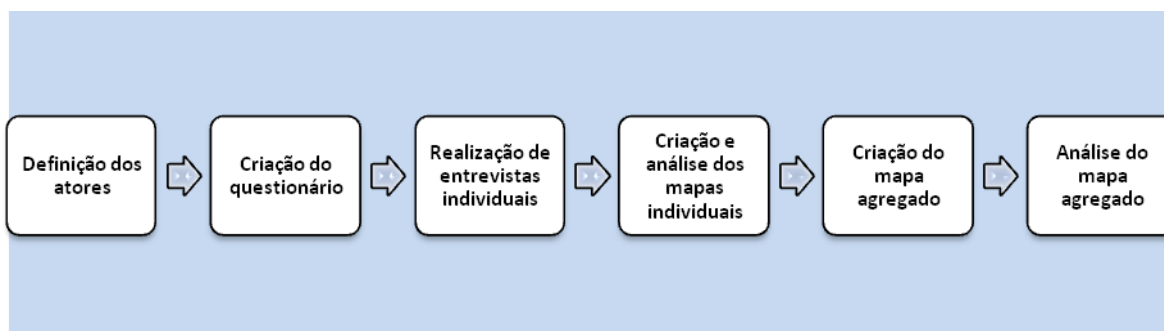 Definição dos
atores
Criação do
questionário
Realização de
entrevistas
individuais
Criação e
análise dos
mapas
individuais
Criação do
mapa
agregado
Análise do
mapa
agregado